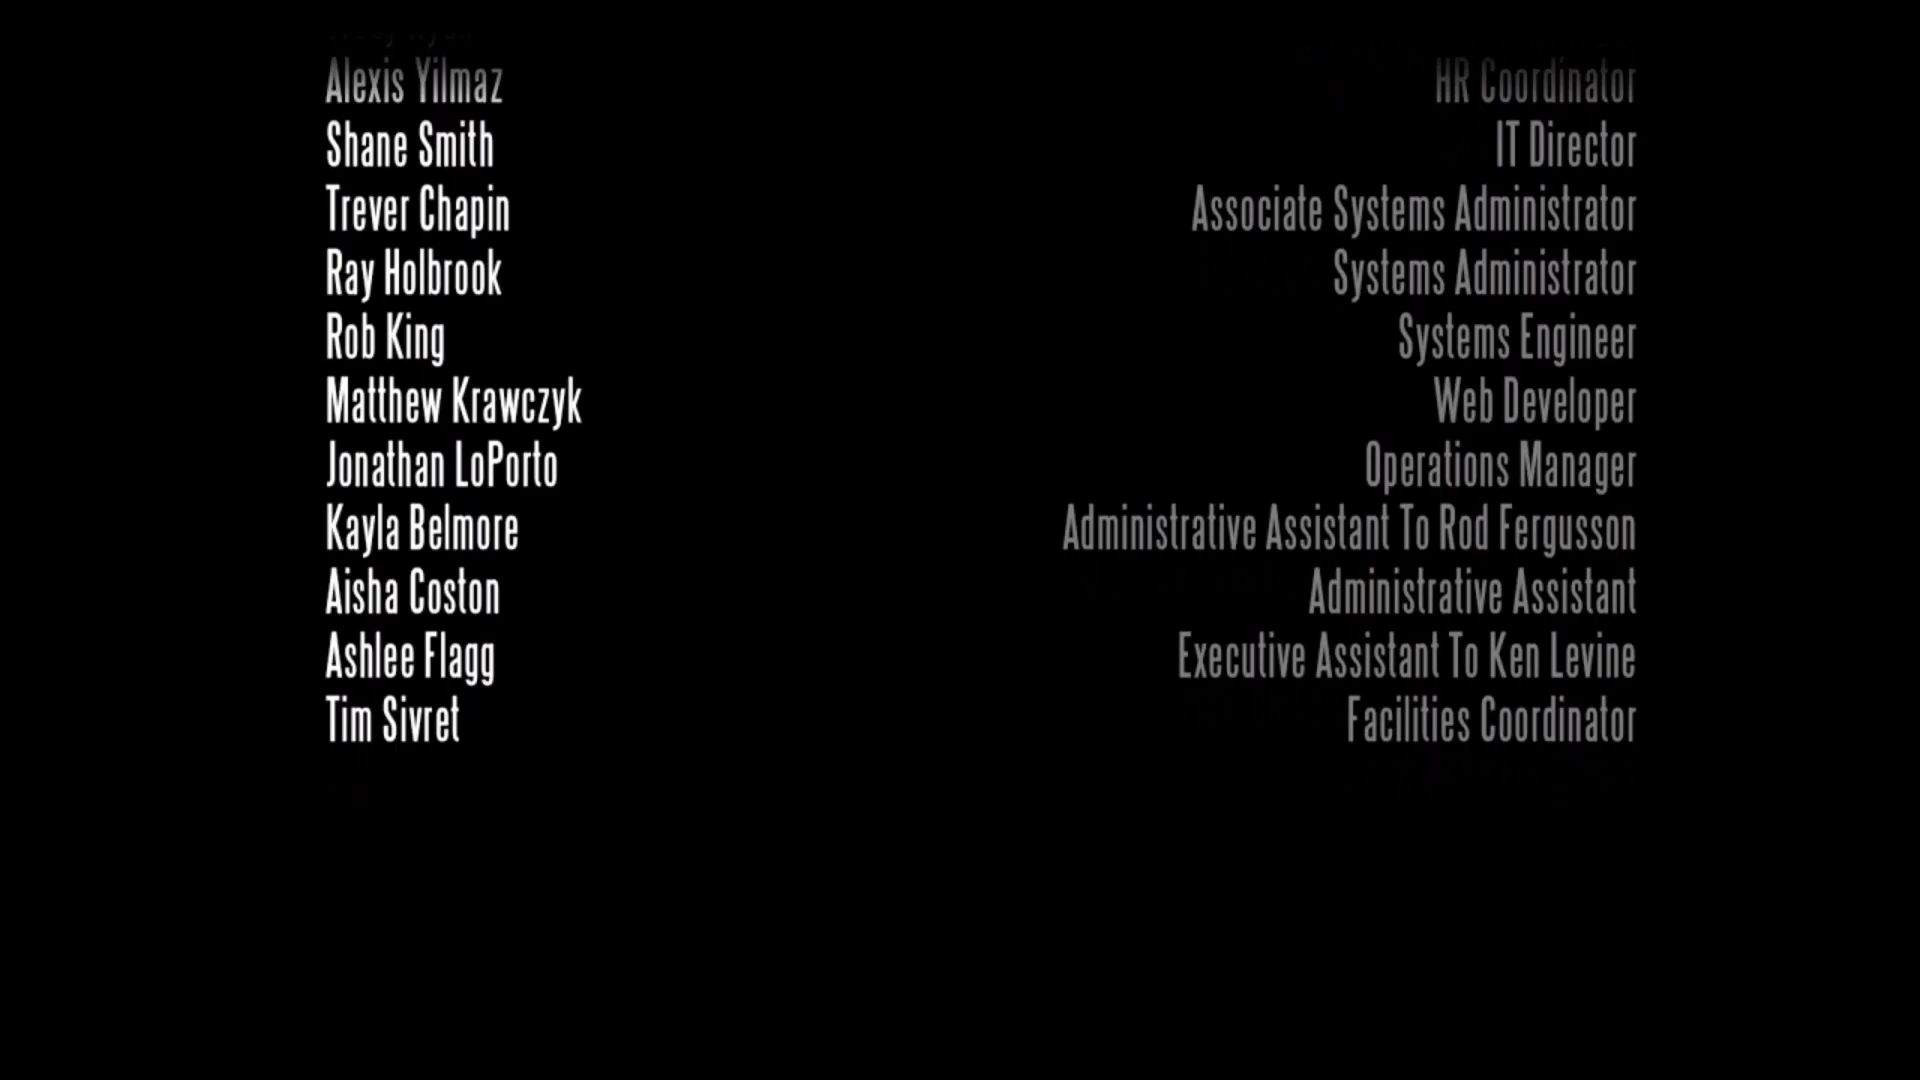 Alexis Yilmaz HR Coordinator
Shane Smith IT Director
Trever Chapin Associate Systems Administrator
Ray Holbrook Systems Administrator
Rob King Systems Engineer
Matthew Krawczyk Web Developer
Jonathan LoPorto Operations Manager
Kayla Belmore Administrative Assistant To Rod Fergusson
Aisha Coston Administrative Assistant
Ashlee Flagg Executive Assistant To Ken Levine
Tim Sivret Facilities Coordinator